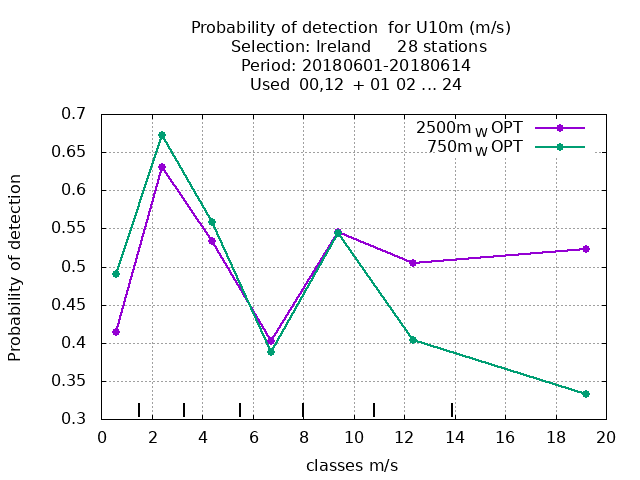 Probability of detection  for U10m (m/s)
Selection: Ireland     28 stations
Period: 20180601-20180614
Used  00,12  + 01 02 ... 24
0.7
0.65
0.6
0.55
0.5
0.45
0.4
0.35
0.3
Probability of detection
2500m W OPT
750m W OPT
0 2 4 6 8 10 12 14 16 18 20
classes m/s